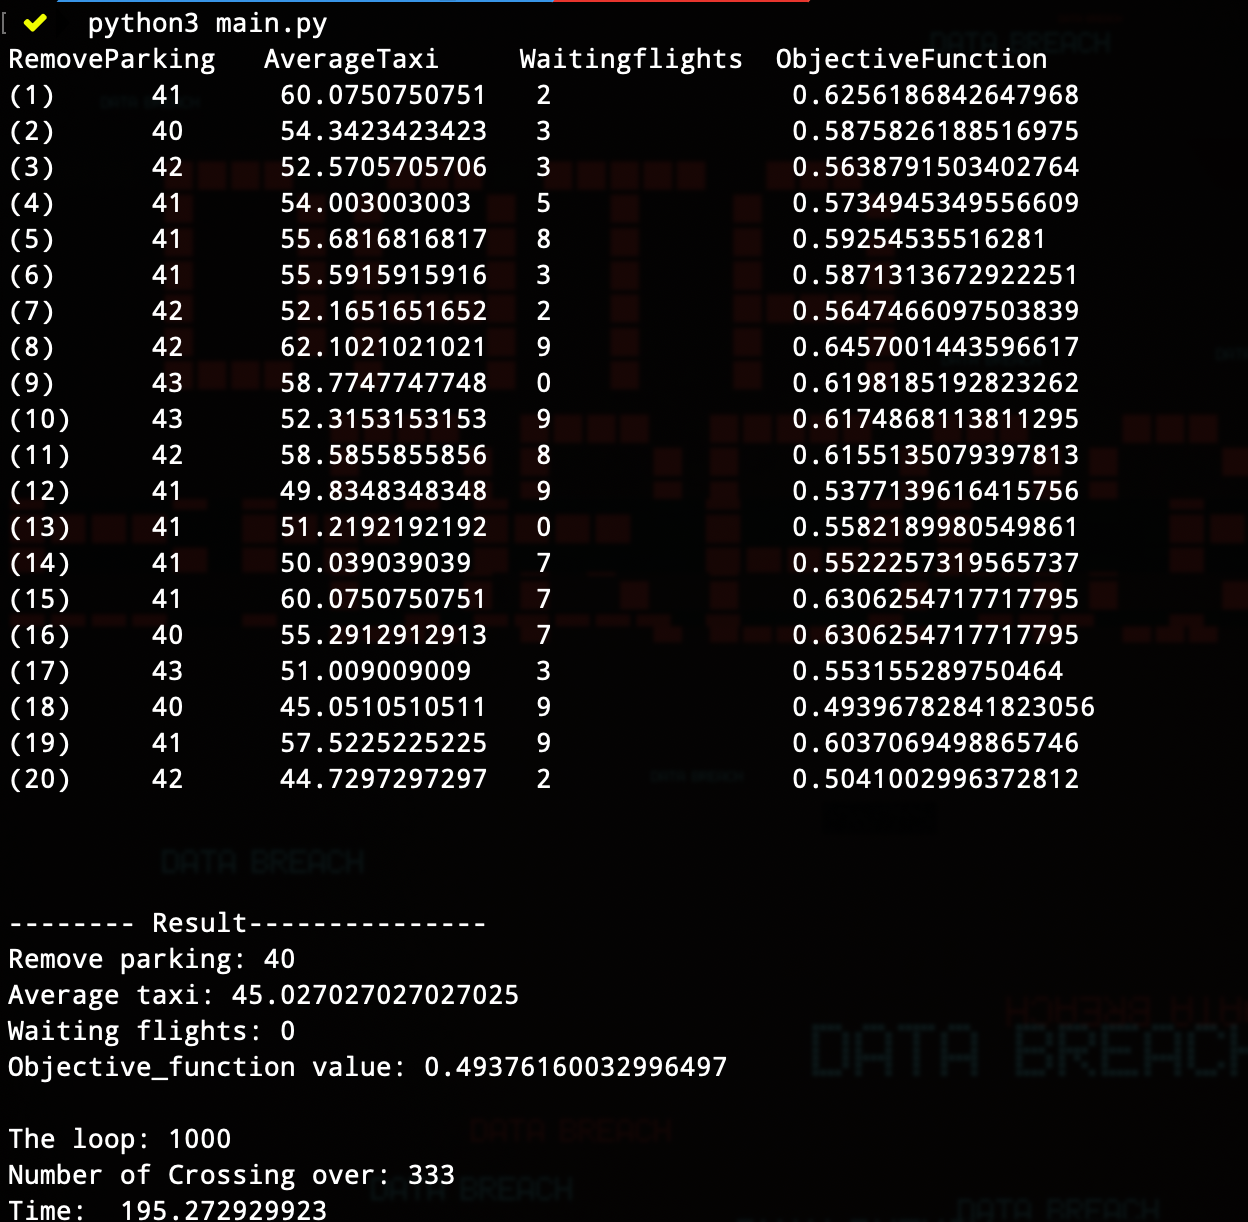 ✔ python3 main.py
RemoveParking AverageTaxi Waitingflights ObjectiveFunction
(1) 41 60.0750750751 2 0.6256186842647968
(2) 40 54.3423423423 3 0.5875826188516975
(3) 42 52.5705705706 3 0.5638791503402764
(4) 41 54.003003003 5 0.5734945349556609
(5) 41 55.6816816817 8 0.59254535516281
(6) 41 55.5915915916 3 0.5871313672922251
(7) 42 52.1651651652 2 0.5647466097503839
(8) 42 62.1021021021 9 0.64570014435966​17
(9) 43 58.7747747748 0 0.6198185192823262
(10) 43 52.3153153153 9 0.6174868113811295
(11) 42 58.5855855856 8 0.6155135079397813
(12) 41 49.8348348348 9 0.5377139616415756
(13) 41 51.2192192192 0 0.5582189980549861
(14) 41 50.039039039 7 0.5522257319565737
(15) 41 60.0750750751 7 0.6306254717717795
(16) 40 55.2912912913 7 0.6306254717717795
(17) 43 51.009009009 3 0.553155289750464
(18) 40 45.0510510511 9 0.49396782841823056
(19) 41 57.5225225225 9 0.6037069498865746
(20) 42 44.7297297297 2 0.5041002996372812
DATA BREACH
-------- Result---------------
Remove parking: 40
Average taxi: 45.027027027027025
Waiting flights: 0
Objective_function value: 0.49376160032996497
DATA BREACH
The loop: 1000
Number of Crossing over: 333
Time: 195.272929923